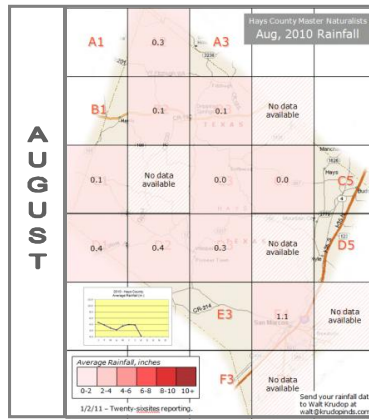 AUGUST
Hays County Master Naturalists
Aug, 2010 Rainfall
A1
0.3
A3
B1
0.1
0.1
No data
available
0.1
No data
available
0.0
0.0
C5
0.4
0.4
0.3
No data
available
D5
E3
1.1
F3
No data
available
Average Rainfall, inches
0-2 2-4 4-6 6-8 8-10 10+
1/2/11 – Twenty-sixsites reporting.
Send your rainfall data
to Walt Krudop at
walt@krudopinds.com